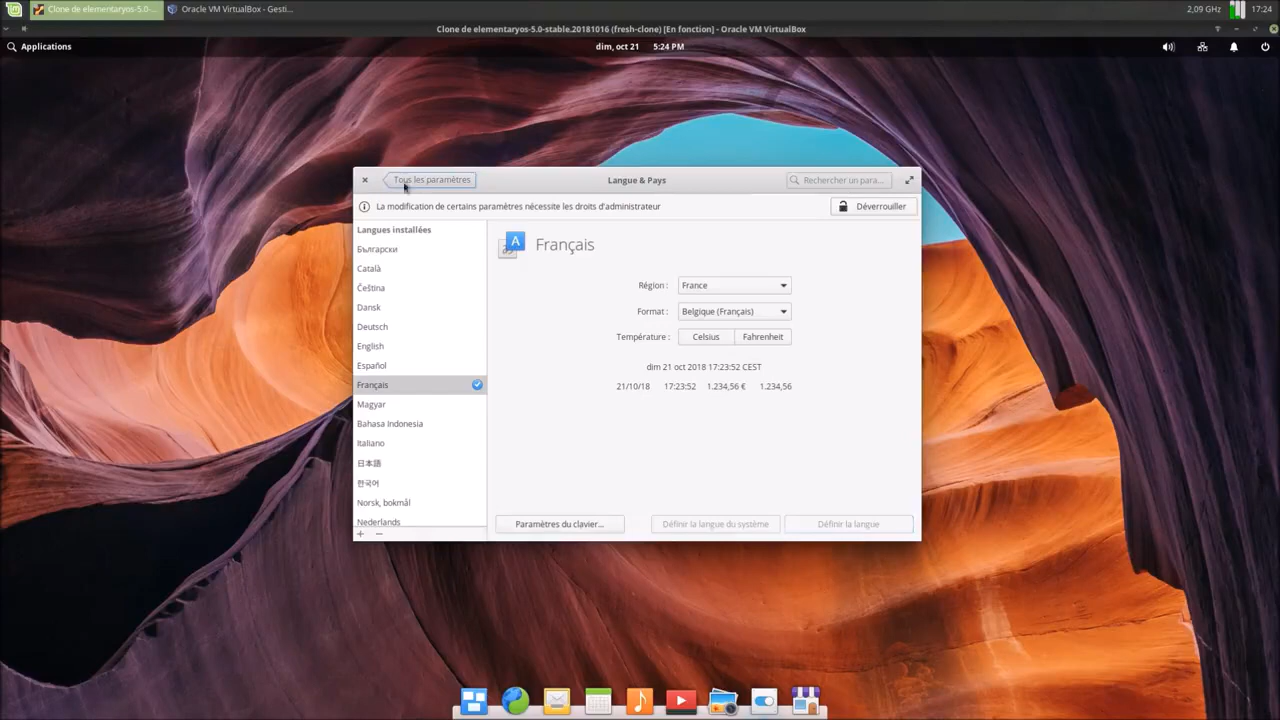 Clone de elementaryos-5.0-...
Oracle VM VirtualBox - Gesti...
2,09 GHz
17:24
Clone de elementaryos-5.0-stable.20181016 (fresh-clone) [En fonction] - Oracle VM VirtualBox
Applications
dim, oct 21 5:24 PM
Tous les paramètres
Langue & Pays
Rechercher un para...
La modification de certains paramètres nécessite les droits d'administrateur
Déverrouiller
Langues installées
Български
Català
Čeština
Dansk
Deutsch
English
Español
Français
Magyar
Bahasa Indonesia
Italiano
日本語
한국어
Norsk, bokmål
Nederlands
+ −
A
Français
Région : France
Format : Belgique (Français)
Température : Celsius Fahrenheit
dim 21 oct 2018 17:23:52 CEST
21/10/18 17:23:52 1.234,56 € 1.234,56
Paramètres du clavier...
Définir la langue du système
Définir la langue